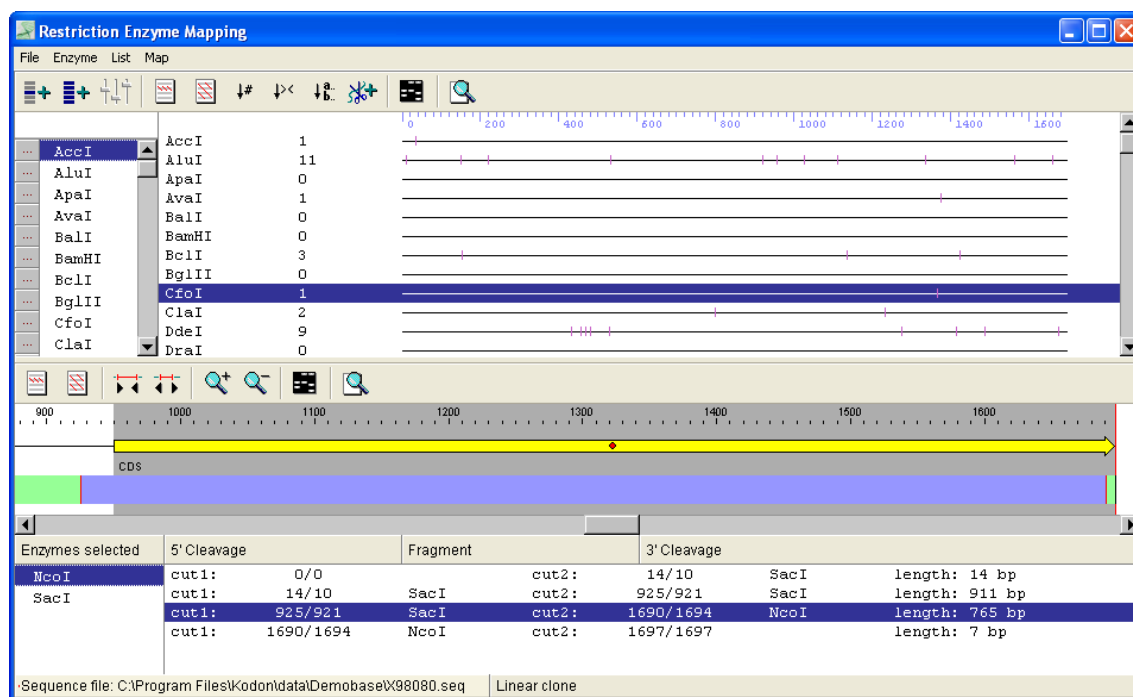 Restriction Enzyme Mapping
File Enzyme List Map
0 200 400 600 800 1000 1200 1400 1600
AccI
AluI
ApaI
AvaI
BalI
BamHI
BclI
BglII
CfoI
ClaI
AccI 1
AluI 11
ApaI 0
AvaI 1
BalI 0
BamHI 0
BclI 3
BglII 0
CfoI 1
ClaI 2
DdeI 9
DraI 0
900 1000 1100 1200 1300 1400 1500 1600
CDS
Enzymes selected 5' Cleavage Fragment 3' Cleavage
NcoI
SacI
cut1: 0/0 cut2: 14/10 SacI length: 14 bp
cut1: 14/10 SacI cut2: 925/921 SacI length: 911 bp
cut1: 925/921 SacI cut2: 1690/1694 NcoI length: 765 bp
cut1: 1690/1694 NcoI cut2: 1697/1697 length: 7 bp
Sequence file: C:\Program Files\Kodon\data\Demobase\X98080.seq Linear clone